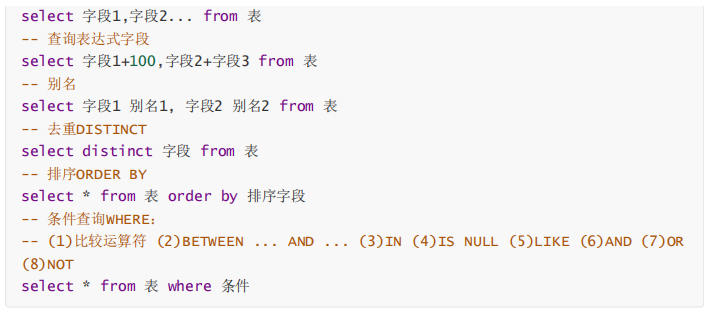 select 字段1,字段2... from 表
-- 查询表达式字段
select 字段1+100,字段2+字段3 from 表
-- 别名
select 字段1 别名1, 字段2 别名2 from 表
-- 去重DISTINCT
select distinct 字段 from 表
-- 排序ORDER BY
select * from 表 order by 排序字段
-- 条件查询WHERE：
-- (1)比较运算符 (2)BETWEEN ... AND ... (3)IN (4)IS NULL (5)LIKE (6)AND (7)OR
(8)NOT
select * from 表 where 条件